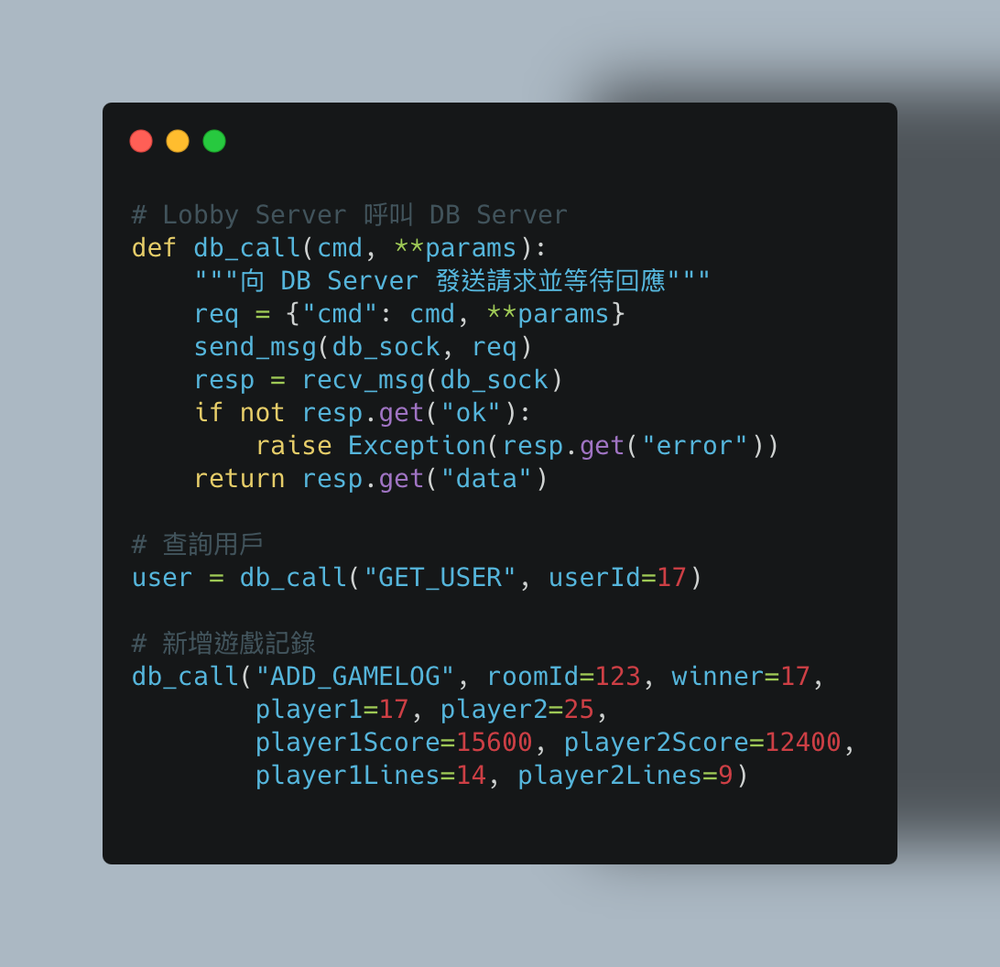 # Lobby Server 呼叫 DB Server
def db_call(cmd, **params):
    """向 DB Server 發送請求並等待回應"""
    req = {"cmd": cmd, **params}
    send_msg(db_sock, req)
    resp = recv_msg(db_sock)
    if not resp.get("ok"):
        raise Exception(resp.get("error"))
    return resp.get("data")

# 查詢用戶
user = db_call("GET_USER", userId=17)

# 新增遊戲記錄
db_call("ADD_GAMELOG", roomId=123, winner=17,
        player1=17, player2=25,
        player1Score=15600, player2Score=12400,
        player1Lines=14, player2Lines=9)